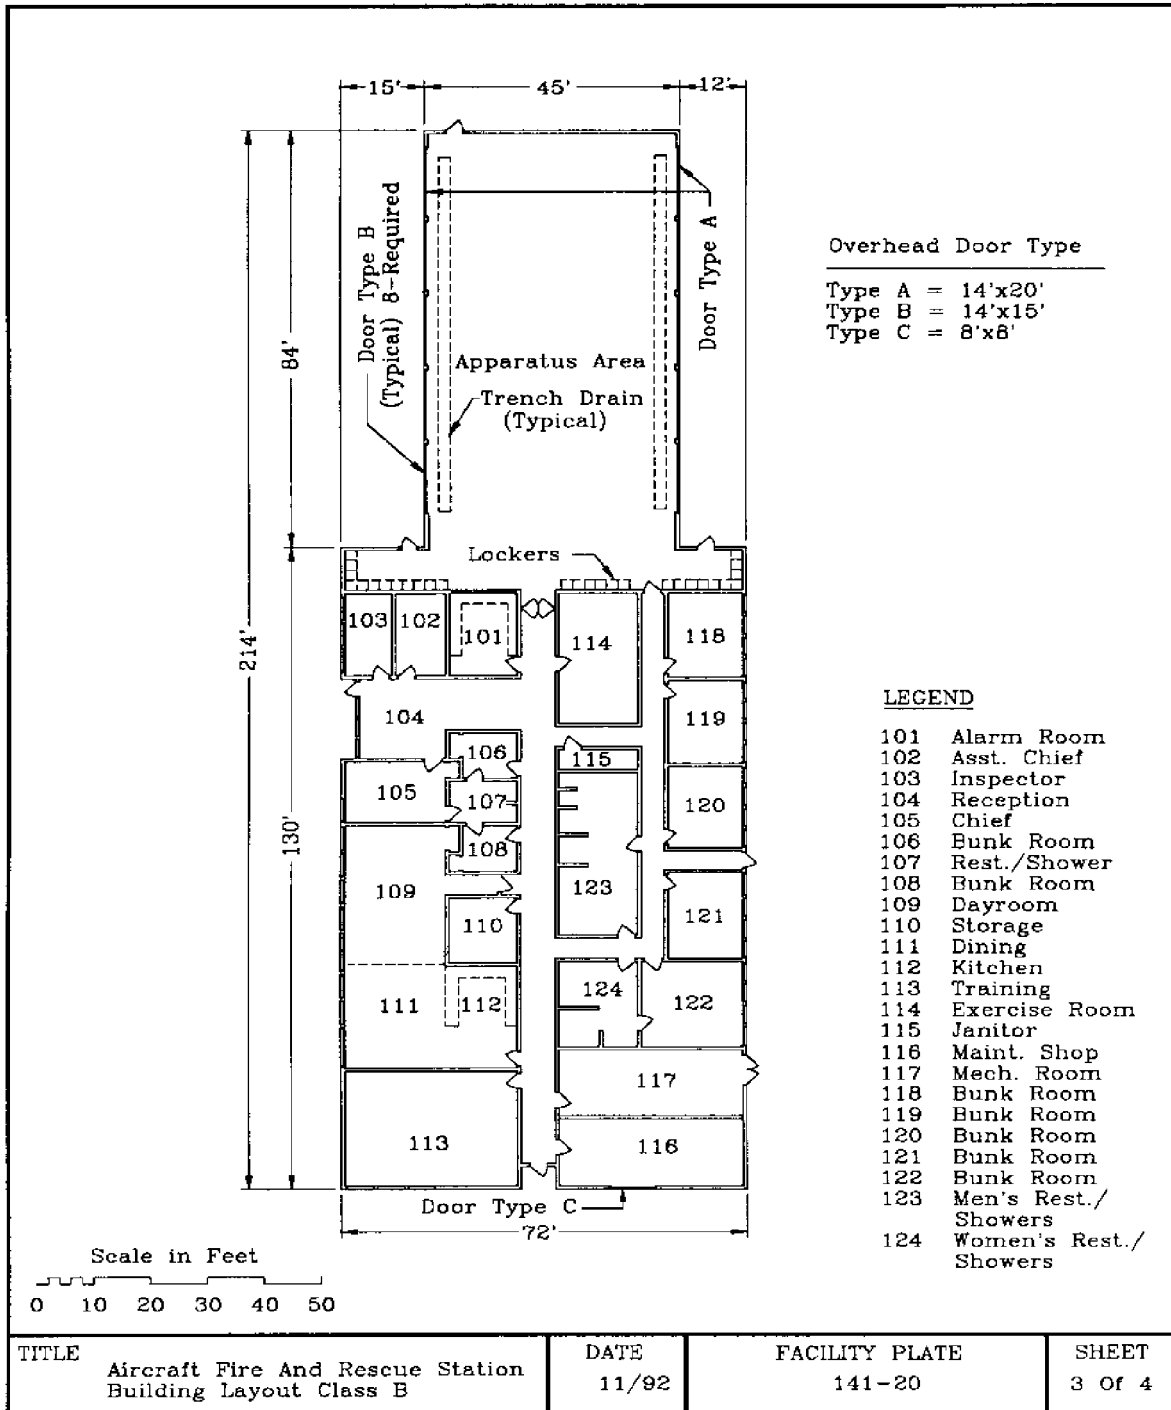 15'
45'
12'
214'
84'
130'
Door Type B
(Typical) 8-Required
Door Type A
Apparatus Area
Trench Drain
(Typical)
Overhead Door Type
Type A = 14'x20'
Type B = 14'x15'
Type C = 8'x8'
Lockers
103
102
101
114
118
104
119
106
115
105
107
120
108
109
123
110
121
111
112
124
122
117
113
116
Door Type C
72'
LEGEND
101 Alarm Room
102 Asst. Chief
103 Inspector
104 Reception
105 Chief
106 Bunk Room
107 Rest./Shower
108 Bunk Room
109 Dayroom
110 Storage
111 Dining
112 Kitchen
113 Training
114 Exercise Room
115 Janitor
116 Maint. Shop
117 Mech. Room
118 Bunk Room
119 Bunk Room
120 Bunk Room
121 Bunk Room
122 Bunk Room
123 Men's Rest./
Showers
124 Women's Rest./
Showers
Scale in Feet
0 10 20 30 40 50
TITLE
Aircraft Fire And Rescue Station
Building Layout Class B
DATE
11/92
FACILITY PLATE
141-20
SHEET
3 Of 4